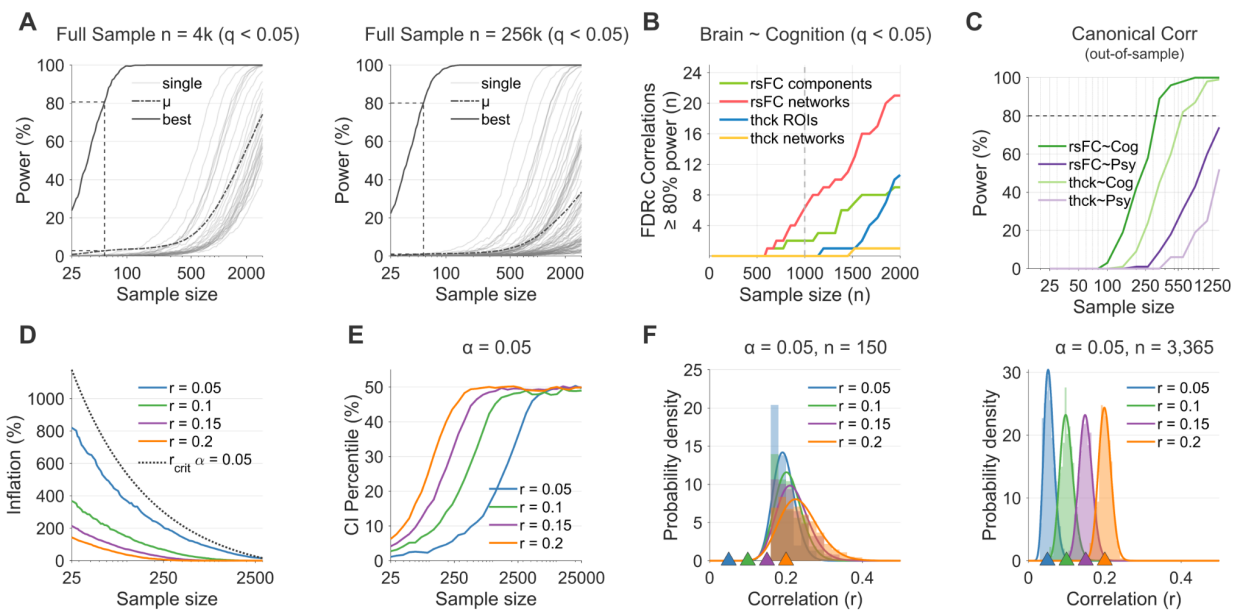 A
Full Sample n = 4k (q < 0.05)
Power (%)
100
80
60
40
20
0
single
μ
best
25
100
500
2000
Sample size
Full Sample n = 256k (q < 0.05)
Power (%)
100
80
60
40
20
0
single
μ
best
25
100
500
2000
Sample size
B
Brain ~ Cognition (q < 0.05)
FDRc Correlations
≥ 80% power (n)
24
20
16
12
8
4
rsFC components
rsFC networks
thck ROIs
thck networks
0
500
1000
1500
2000
Sample size (n)
C
Canonical Corr
(out-of-sample)
Power (%)
100
80
60
40
20
0
rsFC~Cog
rsFC~Psy
thck~Cog
thck~Psy
25
50
100
250
550
1250
Sample size
D
Inflation (%)
1000
800
600
400
200
0
r = 0.05
r = 0.1
r = 0.15
r = 0.2
rcrit α = 0.05
25
250
2500
Sample size
E
α = 0.05
CI Percentile (%)
50
40
30
20
10
0
r = 0.05
r = 0.1
r = 0.15
r = 0.2
25
250
2500
25000
Sample size
F
α = 0.05, n = 150
Probability density
25
20
15
10
5
0
r = 0.05
r = 0.1
r = 0.15
r = 0.2
0
0.2
0.4
Correlation (r)
α = 0.05, n = 3,365
Probability density
30
20
10
0
r = 0.05
r = 0.1
r = 0.15
r = 0.2
0
0.2
0.4
Correlation (r)